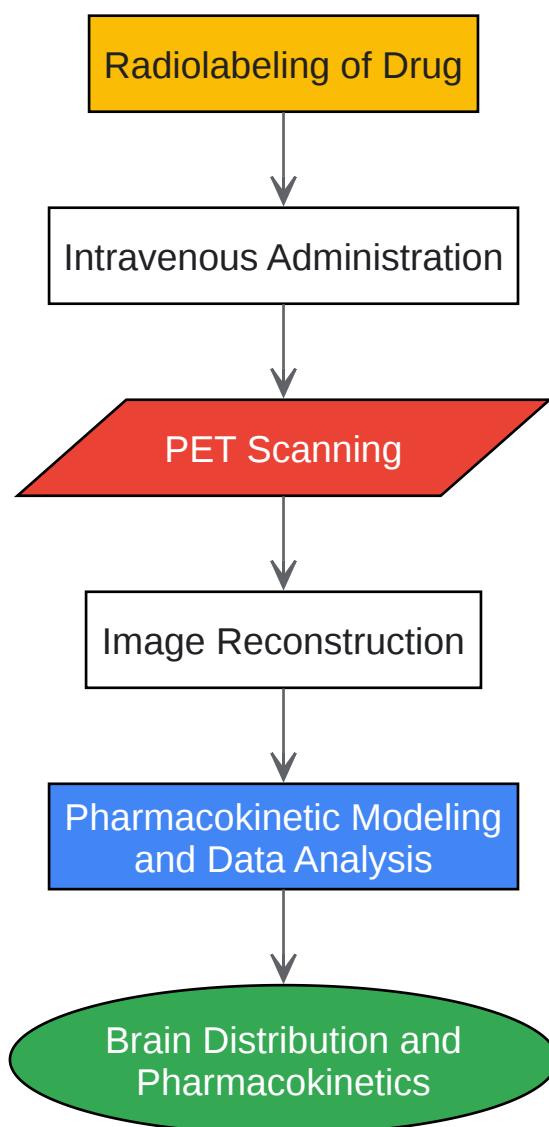 Radiolabeling of Drug
Intravenous Administration
PET Scanning
Image Reconstruction
Pharmacokinetic Modeling
and Data Analysis
Brain Distribution and
Pharmacokinetics